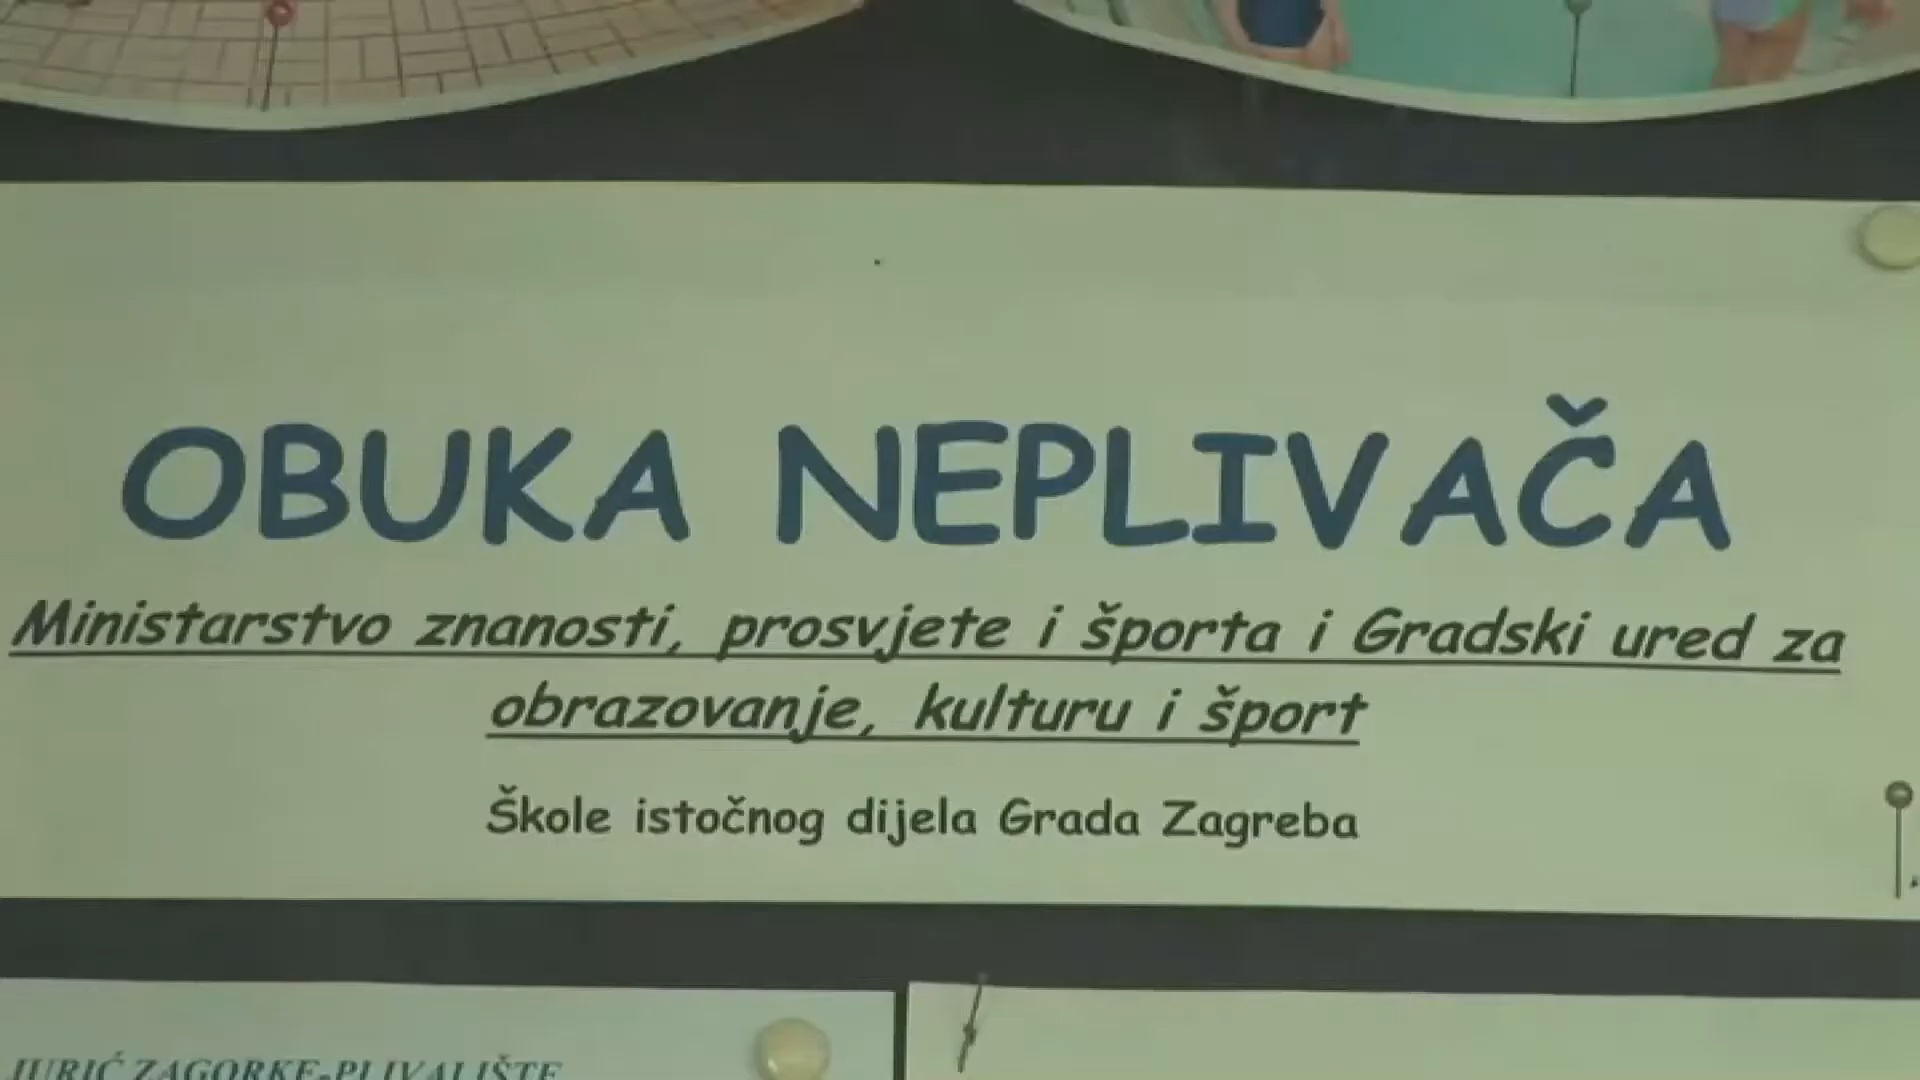 OBUKA NEPLIVAČA
Ministarstvo znanosti, prosvjete i športa i Gradski ured za
obrazovanje, kulturu i šport
Škole istočnog dijela Grada Zagreba
JURIĆ ZAGORKE-PLIVALIŠTE